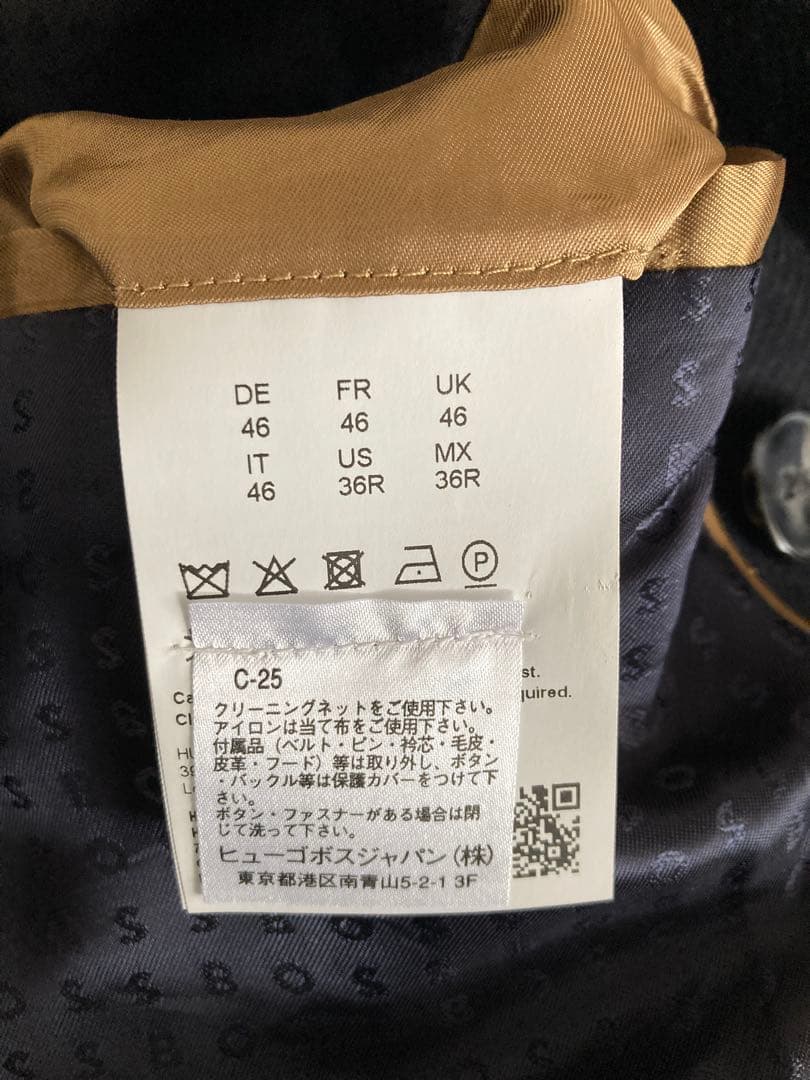 DE FR UK
46 46 46
IT US MX
46 36R 36R
P
C-25
クリーニングネットをご使用下さい。
アイロンは当て布をご使用下さい。
付属品(ベルト・ピン・衿芯・毛皮・
皮革・フード)等は取り外し、ボタン
・バックル等は保護カバーをつけて下
さい。
ボタン・ファスナーがある場合は閉
じて洗って下さい。
ヒューゴボスジャパン(株)
東京都港区南青山5-2-1 3F
BOSS